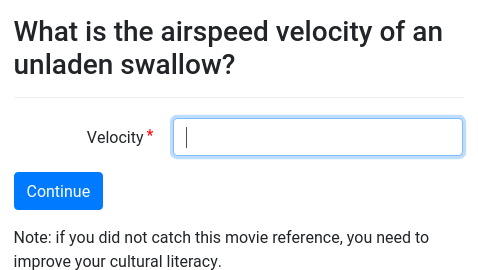 What is the airspeed velocity of an
unladen swallow?
Velocity *
Continue
Note: if you did not catch this movie reference, you need to
improve your cultural literacy.